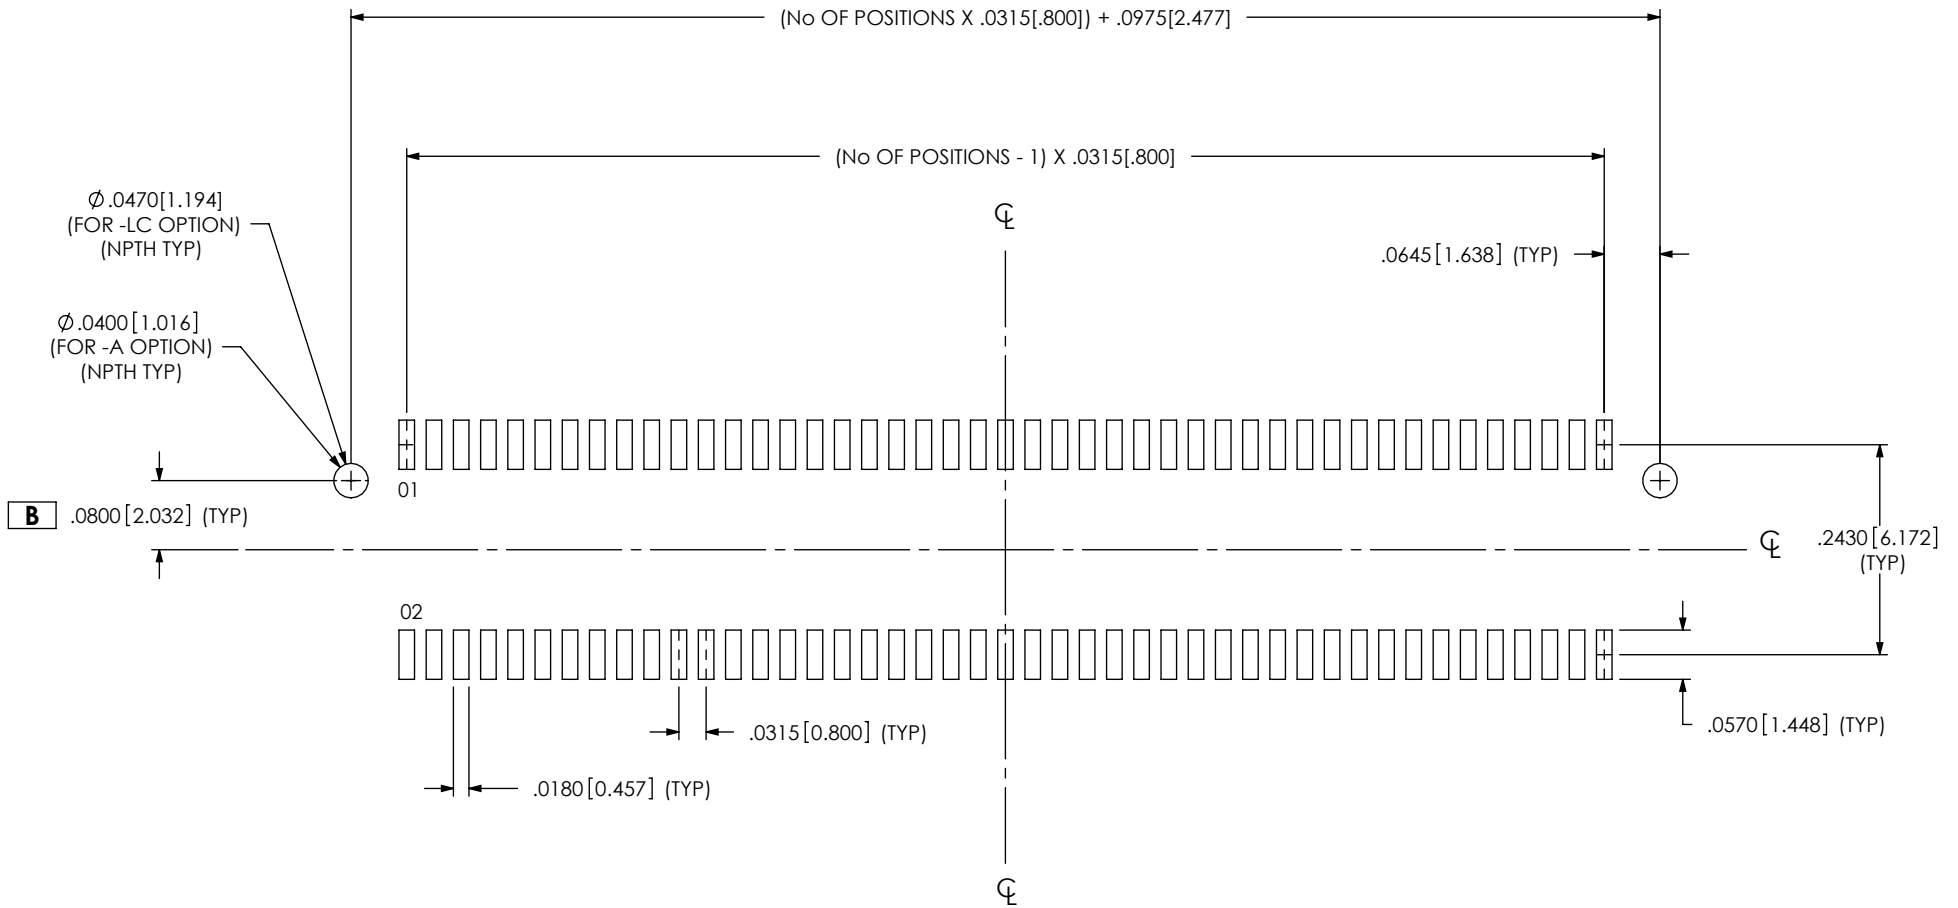 (No OF POSITIONS X .0315[.800]) + .0975[2.477]
(No OF POSITIONS - 1) X .0315[.800]
Ø.0470[1.194]
(FOR -LC OPTION)
(NPTH TYP)
℄
.0645[1.638] (TYP)
Ø.0400[1.016]
(FOR -A OPTION)
(NPTH TYP)
01
B .0800[2.032] (TYP)
℄
.2430[6.172]
(TYP)
02
.0315[0.800] (TYP)
.0570[1.448] (TYP)
.0180[0.457] (TYP)
℄